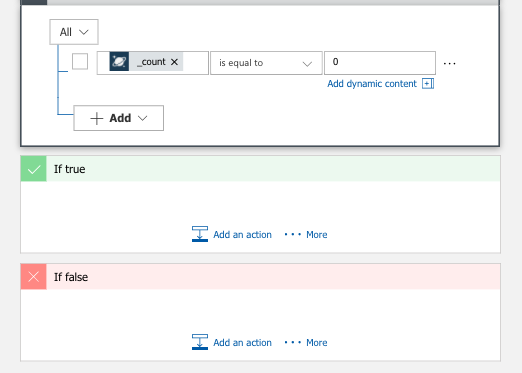 All
_count
is equal to
0
Add dynamic content
Add
If true
Add an action
More
If false
Add an action
More